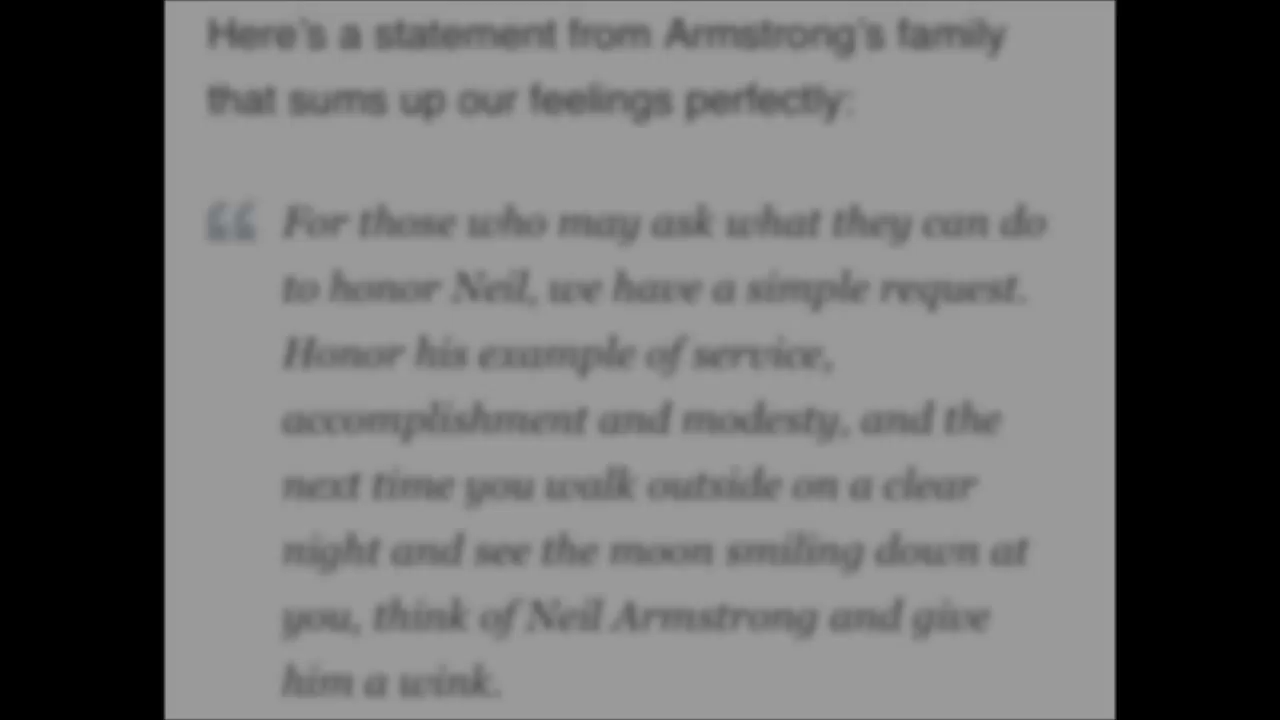 Here's a statement from Armstrong's family
that sums up our feelings perfectly:
“ For those who may ask what they can do
to honor Neil, we have a simple request.
Honor his example of service,
accomplishment and modesty, and the
next time you walk outside on a clear
night and see the moon smiling down at
you, think of Neil Armstrong and give
him a wink.